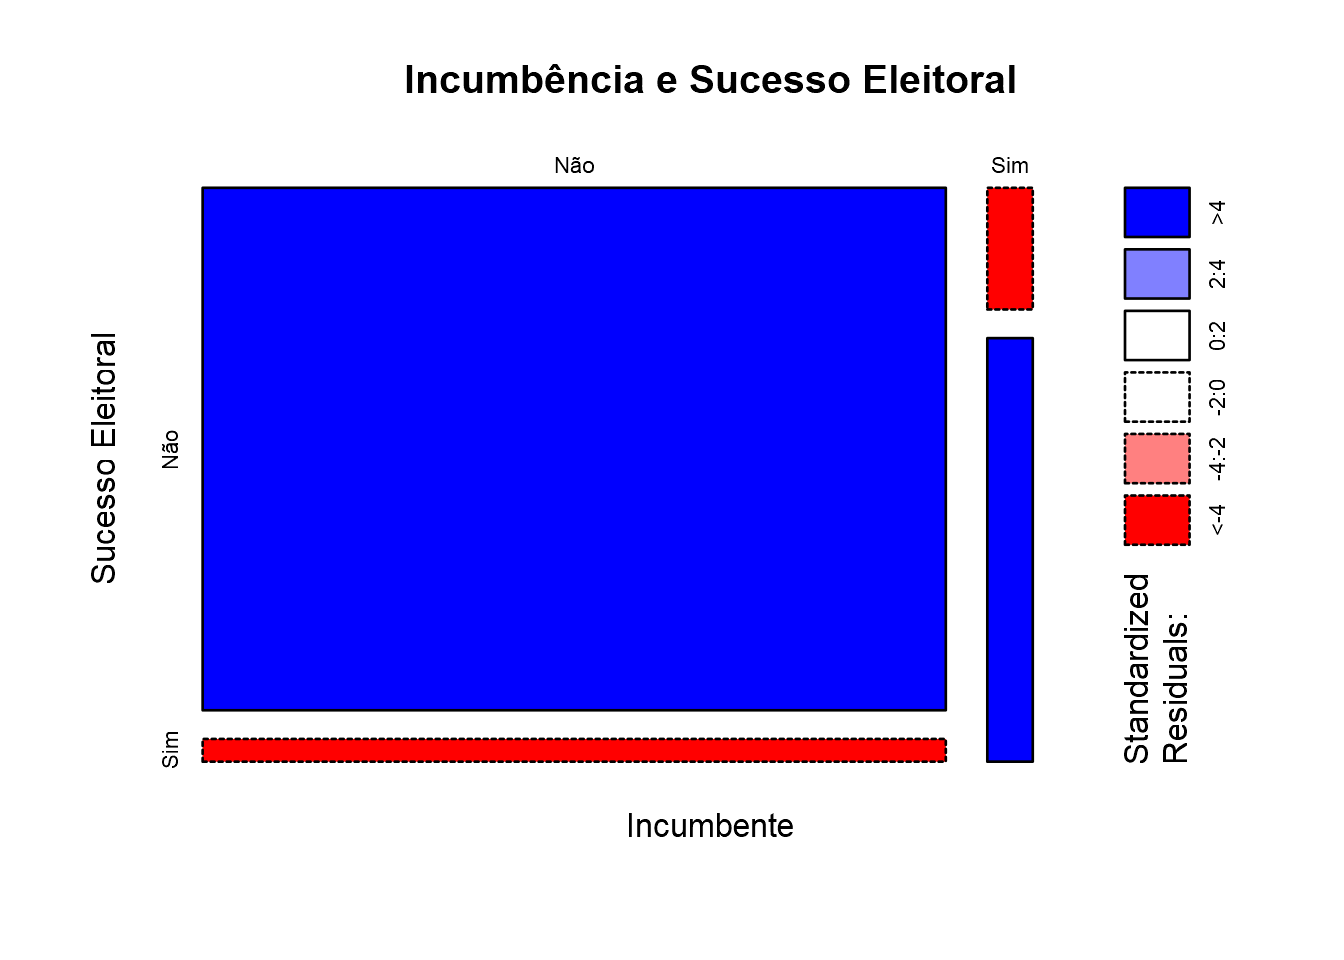 Incumbência e Sucesso Eleitoral
Não
Sim
Sucesso Eleitoral
Não
Sim
Incumbente
>4
2:4
0:2
-2:0
-4:-2
<-4
Standardized
Residuals: